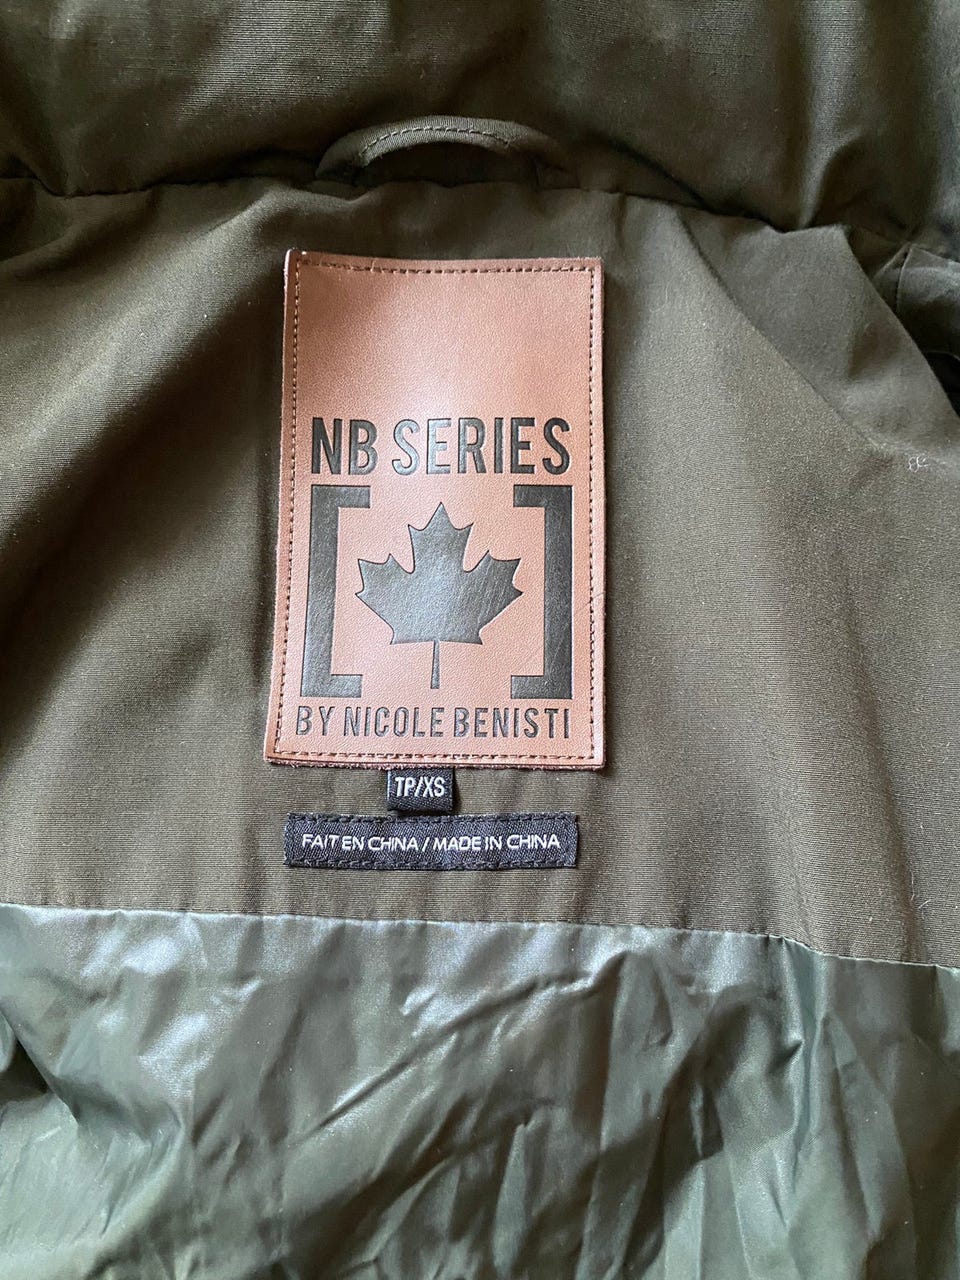 NB SERIES
BY NICOLE BENISTI
TP/XS
FAIT EN CHINA / MADE IN CHINA